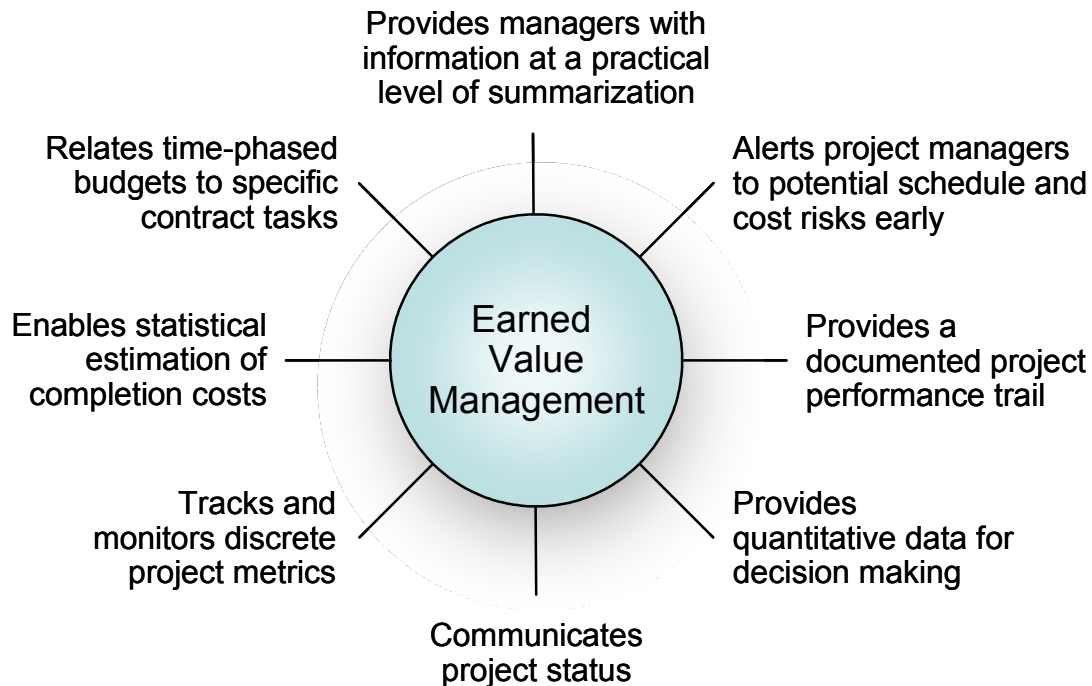 Provides managers with
information at a practical
level of summarization
Relates time-phased
budgets to specific
contract tasks
Alerts project managers
to potential schedule and
cost risks early
Enables statistical
estimation of
completion costs
Earned
Value
Management
Provides a
documented project
performance trail
Tracks and
monitors discrete
project metrics
Provides
quantitative data for
decision making
Communicates
project status